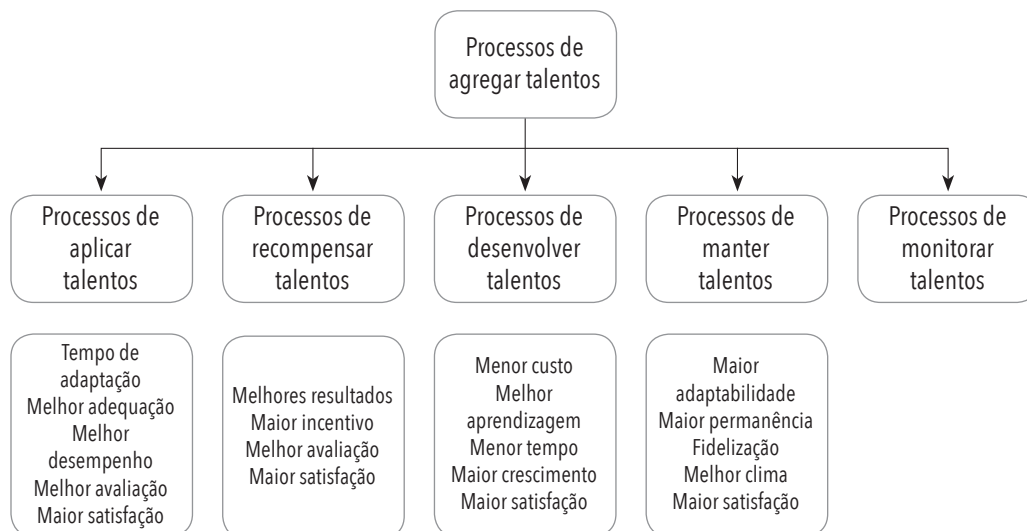 Processos de
agregar talentos
Processos de
aplicar
talentos
Processos de
recompensar
talentos
Processos de
desenvolver
talentos
Processos de
manter
talentos
Processos de
monitorar
talentos
Tempo de
adaptação
Melhor adequação
Melhor
desempenho
Melhor avaliação
Maior satisfação
Melhores resultados
Maior incentivo
Melhor avaliação
Maior satisfação
Menor custo
Melhor
aprendizagem
Menor tempo
Maior crescimento
Maior satisfação
Maior
adaptabilidade
Maior permanência
Fidelização
Melhor clima
Maior satisfação